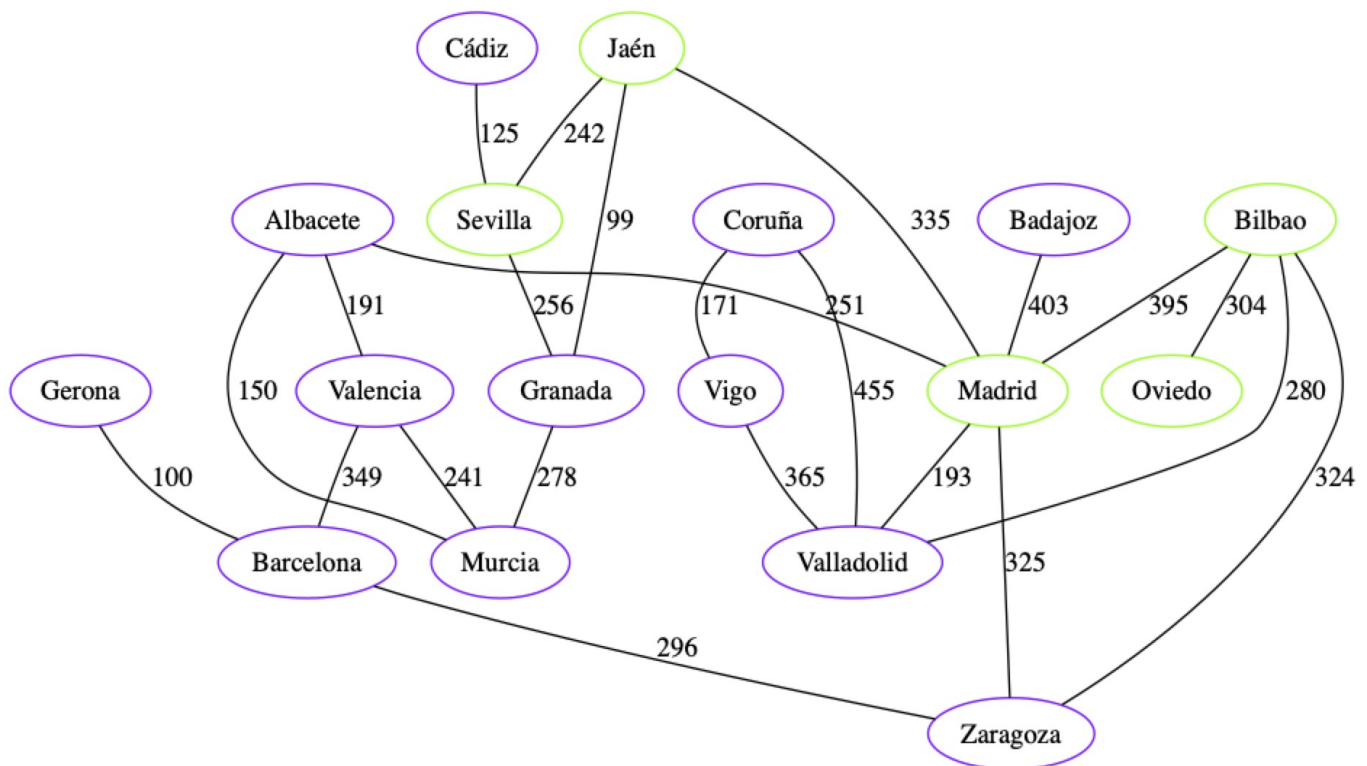 Cádiz
Jaén
125
242
Albacete
Sevilla
99
Coruña
335
Badajoz
Bilbao
191
256
171
251
403
395
304
Gerona
150
Valencia
Granada
Vigo
455
Madrid
Oviedo
280
100
349
241
278
365
193
324
Barcelona
Murcia
Valladolid
325
296
Zaragoza